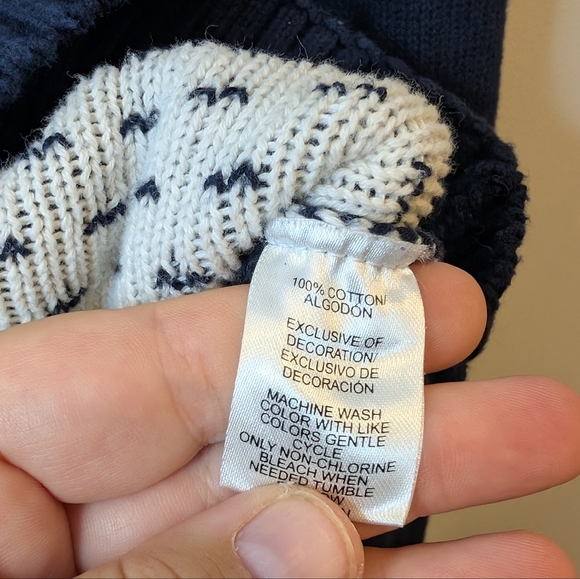 100% COTTON/
ALGODÓN
EXCLUSIVE OF
DECORATION/
EXCLUSIVO DE
DECORACIÓN
MACHINE WASH
COLOR WITH LIKE
COLORS GENTLE
CYCLE
ONLY NON-CHLORINE
BLEACH WHEN
NEEDED TUMBLE